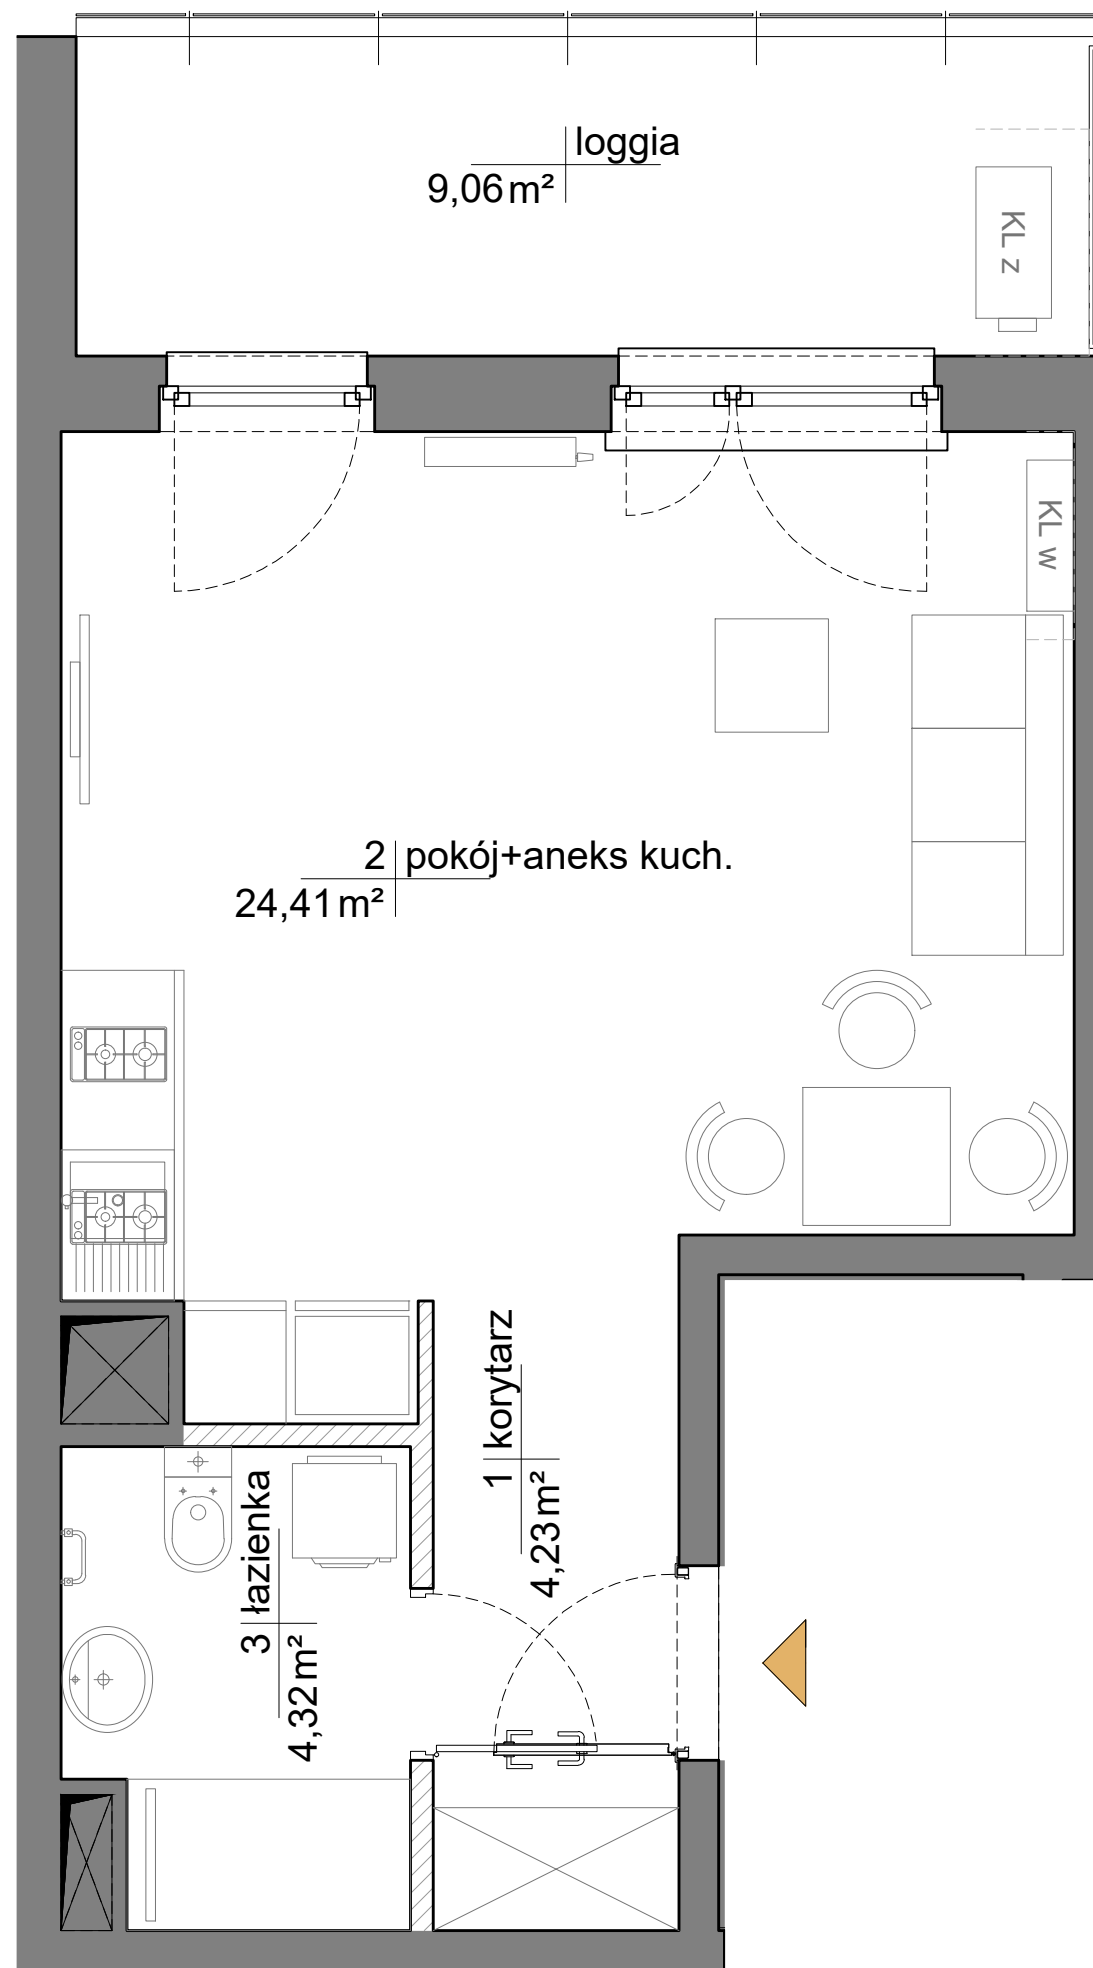 loggia
9,06 m²
KL z
KL w
2 pokój+aneks kuch.
24,41 m²
1 korytarz
4,23 m²
3 łazienka
4,32 m²